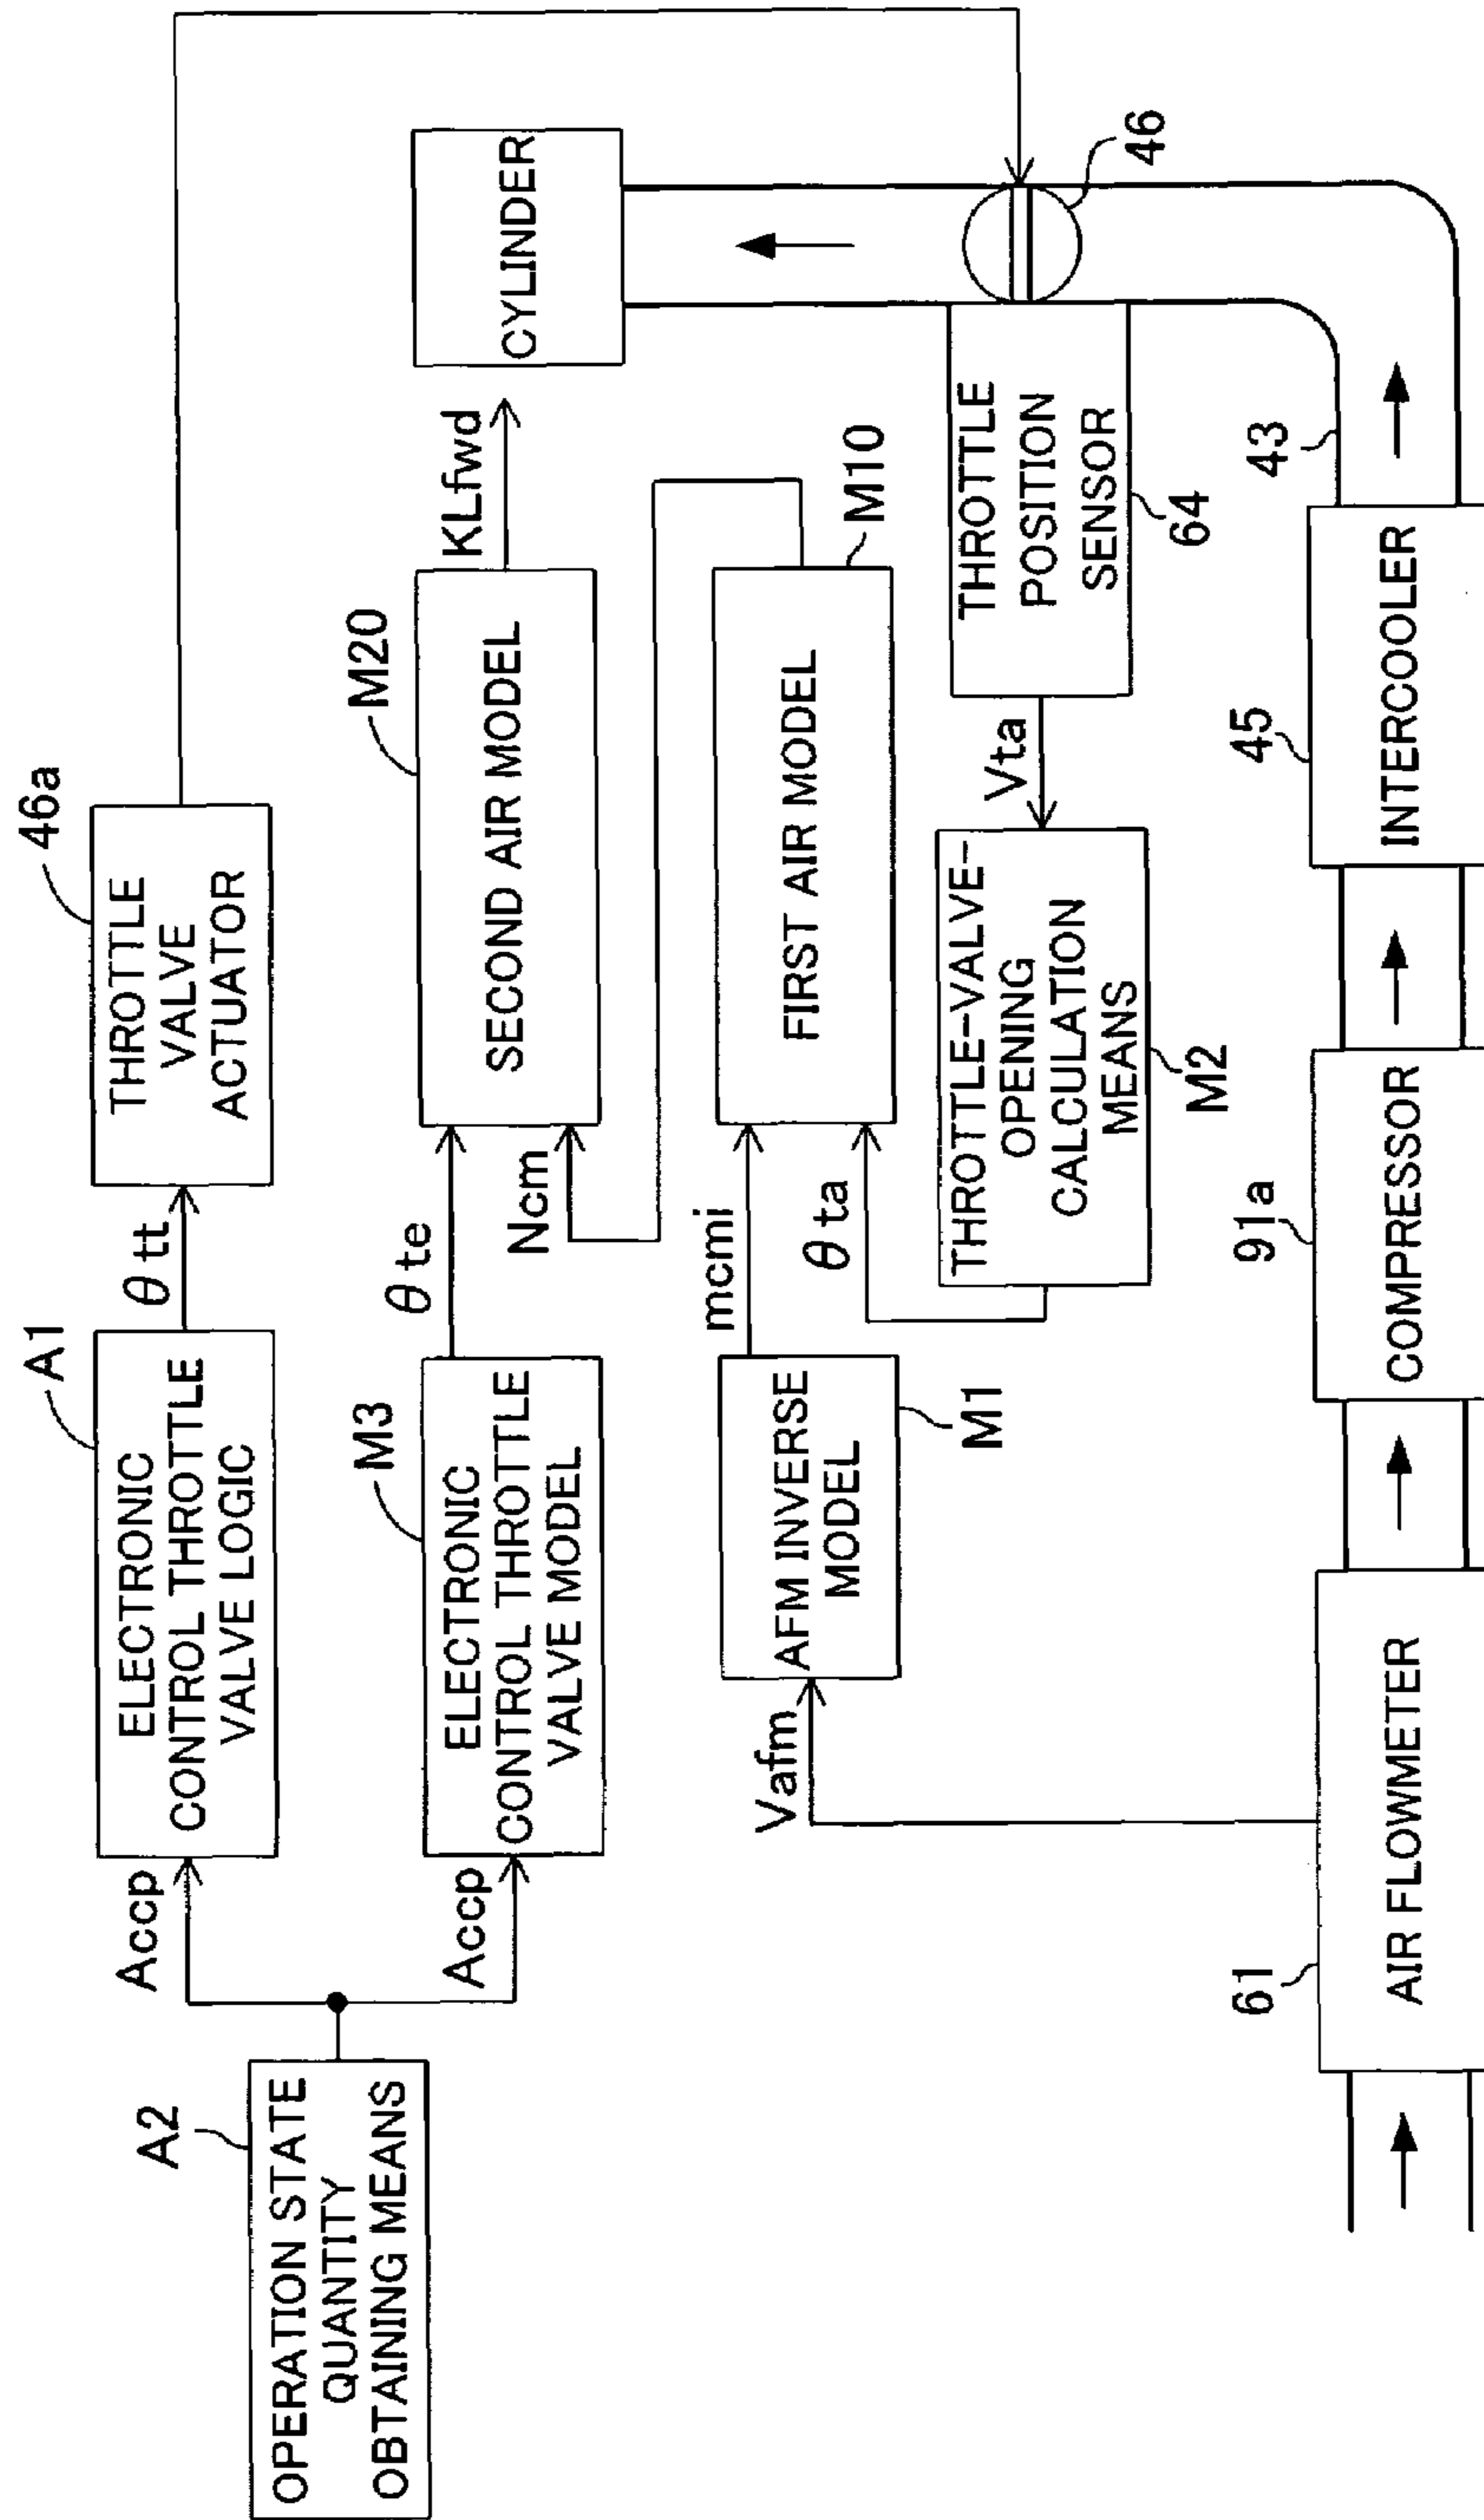 A2
OPERATION STATE
QUANTITY
OBTAINING MEANS
Accp
Accp
A1
ELECTRONIC
CONTROL THROTTLE
VALVE LOGIC
θtt
46a
THROTTLE
VALVE
ACTUATOR
M3
ELECTRONIC
CONTROL THROTTLE
VALVE MODEL
θte
Ncm
M20
SECOND AIR MODEL
KLfwd
CYLINDER
Vafm
AFM INVERSE
MODEL
M1
mcmi
θta
FIRST AIR MODEL
M10
THROTTLE-VALVE-
OPENING
CALCULATION
MEANS
M2
Vta
THROTTLE
POSITION
SENSOR
64
46
61
AIR FLOWMETER
91a
COMPRESSOR
45
INTERCOOLER
43